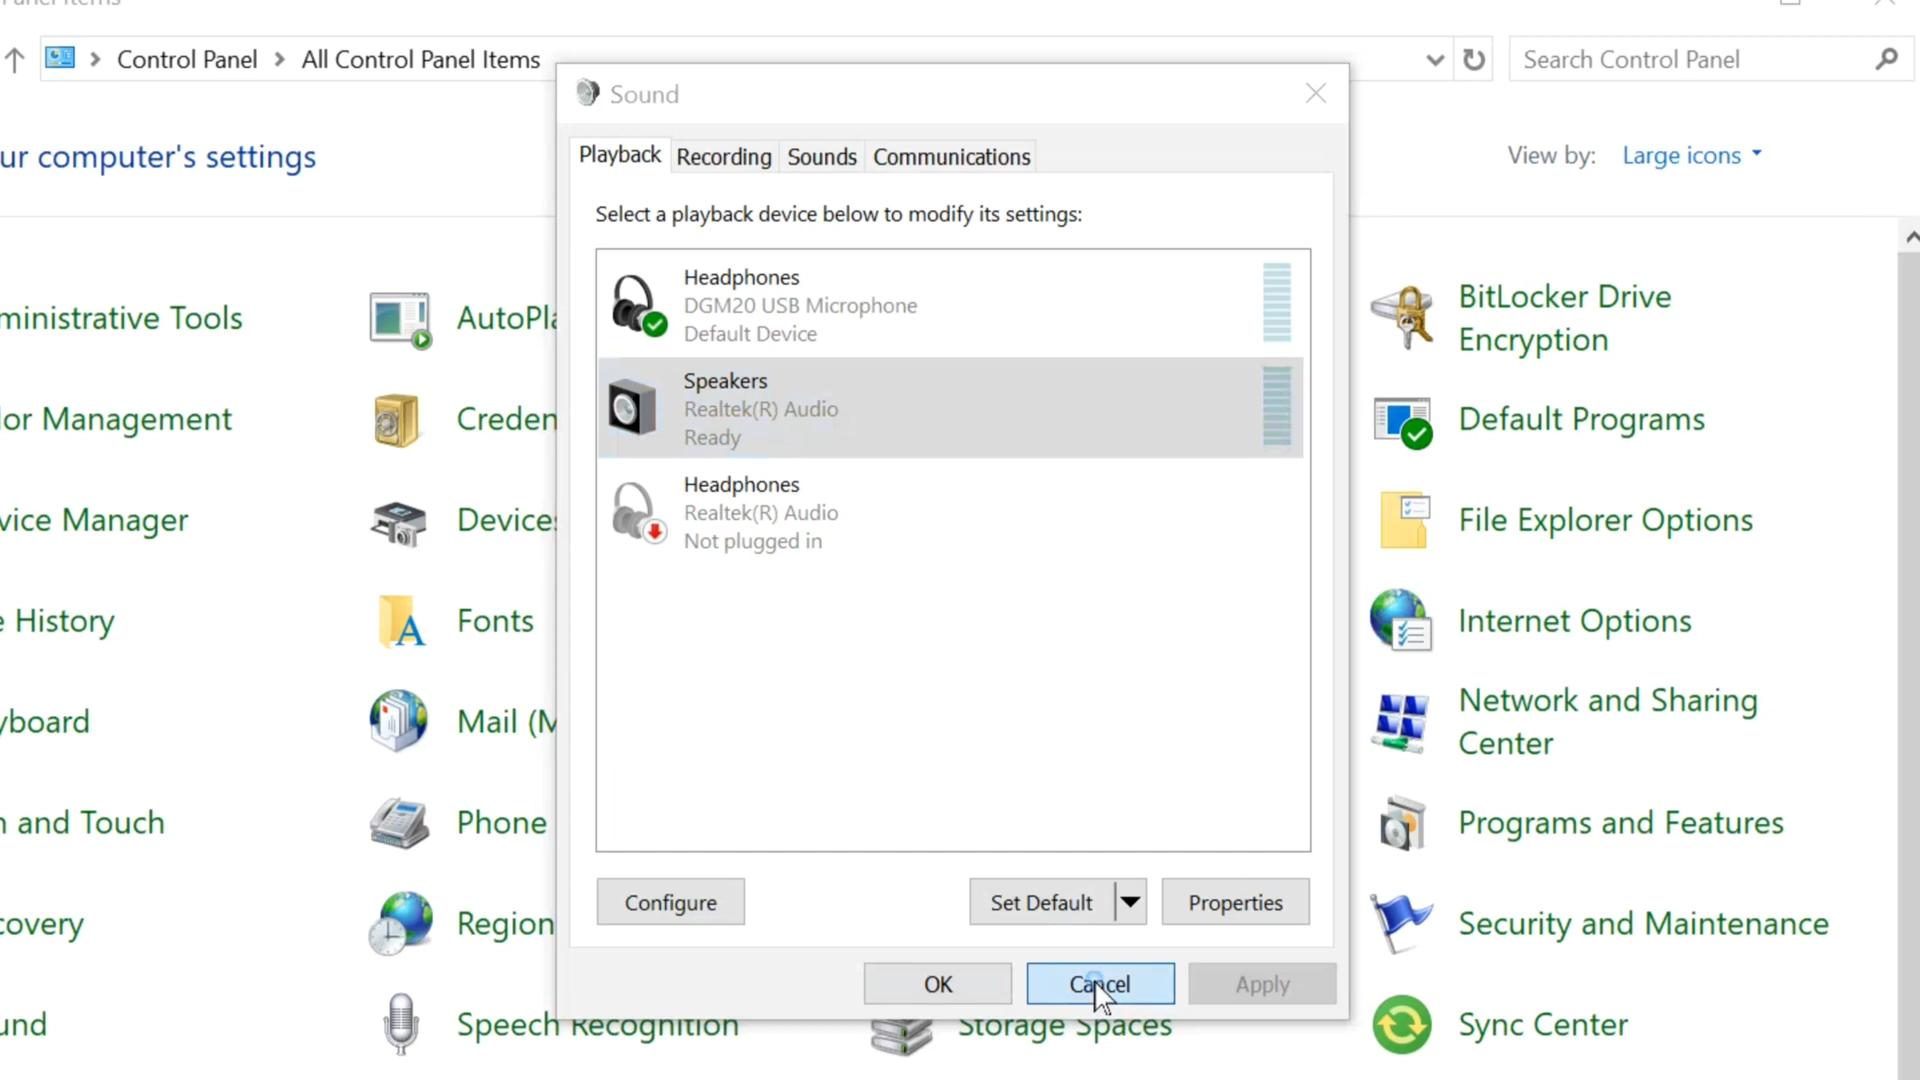 Control Panel > All Control Panel Items
Search Control Panel
ur computer's settings
View by: Large icons
Sound
Playback
Recording
Sounds
Communications
Select a playback device below to modify its settings:
Headphones
DGM20 USB Microphone
Default Device
Speakers
Realtek(R) Audio
Ready
Headphones
Realtek(R) Audio
Not plugged in
Configure
Set Default
Properties
OK
Cancel
Apply
ministrative Tools
AutoPla
BitLocker Drive
Encryption
lor Management
Creden
Default Programs
vice Manager
Devices
File Explorer Options
e History
Fonts
Internet Options
yboard
Mail (M
Network and Sharing
Center
n and Touch
Phone
Programs and Features
covery
Region
Security and Maintenance
und
Speech Recognition
Storage Spaces
Sync Center